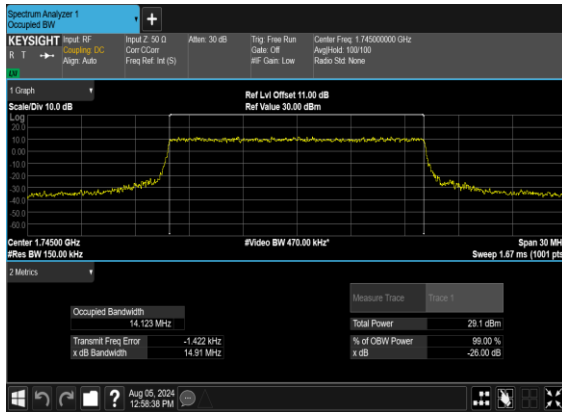 Spectrum Analyzer 1
Occupied BW
KEYSIGHT
R T
Input: RF
Coupling: DC
Align: Auto
Input Z: 50 Ω
Corr CCorr
Freq Ref: Int (S)
Atten: 30 dB
Trig: Free Run
Gate: Off
#IF Gain: Low
Center Freq: 1.745000000 GHz
Avg|Hold: 100/100
Radio Std: None
1 Graph
Scale/Div 10.0 dB
Ref Lvl Offset 11.00 dB
Ref Value 30.00 dBm
Log
20.0
10.0
0.00
-10.0
-20.0
-30.0
-40.0
-50.0
-60.0
Center 1.74500 GHz
#Res BW 150.00 kHz
#Video BW 470.00 kHz*
Span 30 MH
Sweep 1.67 ms (1001 pts
2 Metrics
Measure Trace Trace 1
Occupied Bandwidth
14.123 MHz
Total Power 29.1 dBm
Transmit Freq Error -1.422 kHz
% of OBW Power 99.00 %
x dB Bandwidth 14.91 MHz
x dB -26.00 dB
?
Aug 05, 2024
12:58:38 PM